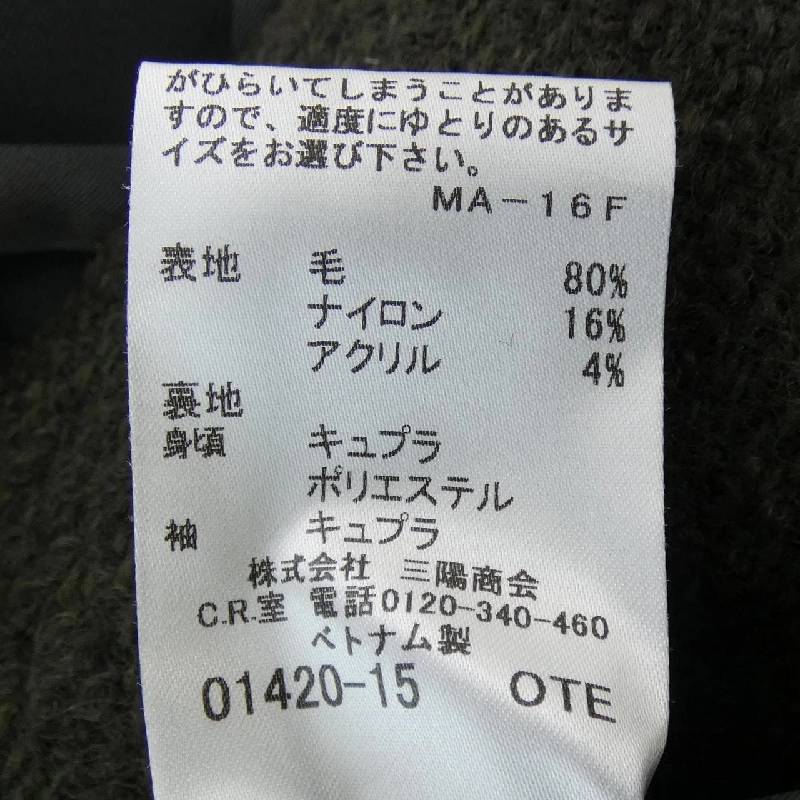 がひらいてしまうことがありま
すので、適度にゆとりのあるサ
イズをお選び下さい。
MA-16F
表地 毛 80%
ナイロン 16%
アクリル 4%
裏地
身頃 キュプラ
ポリエステル
袖 キュプラ
株式会社 三陽商会
C.R.室 電話0120-340-460
ベトナム製
01420-15 OTE